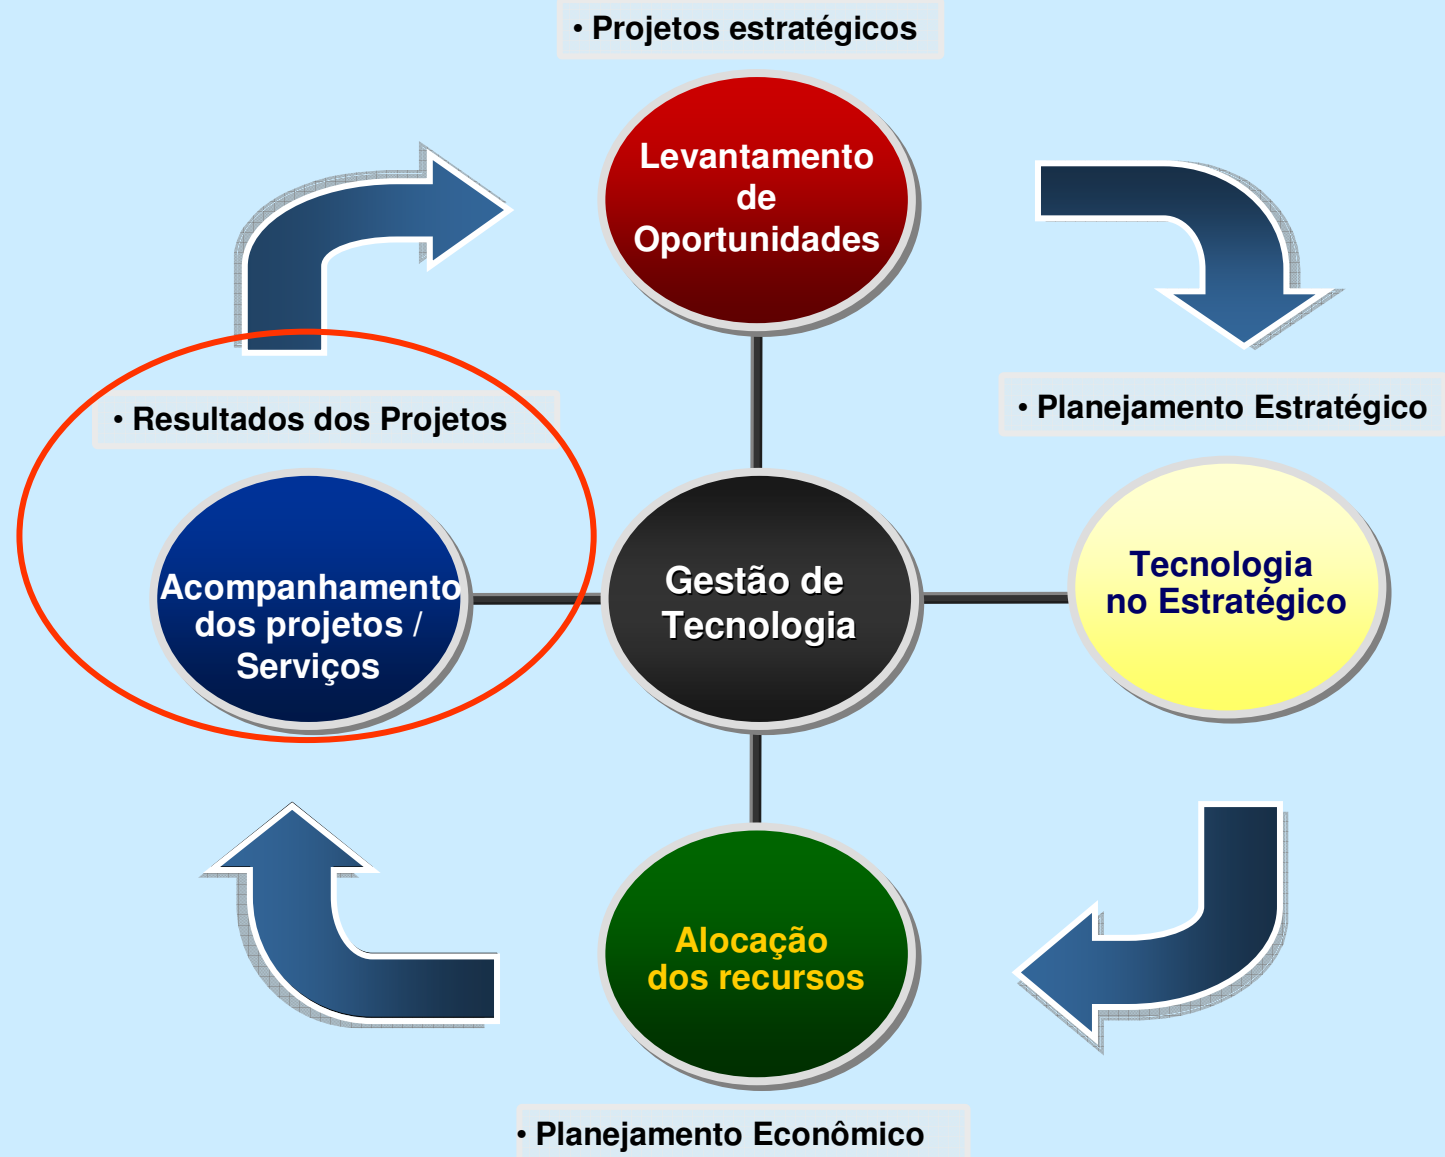 • Projetos estratégicos
Levantamento
de
Oportunidades
• Resultados dos Projetos
• Planejamento Estratégico
Acompanhamento
dos projetos /
Serviços
Gestão de
Tecnologia
Tecnologia
no Estratégico
Alocação
dos recursos
• Planejamento Econômico